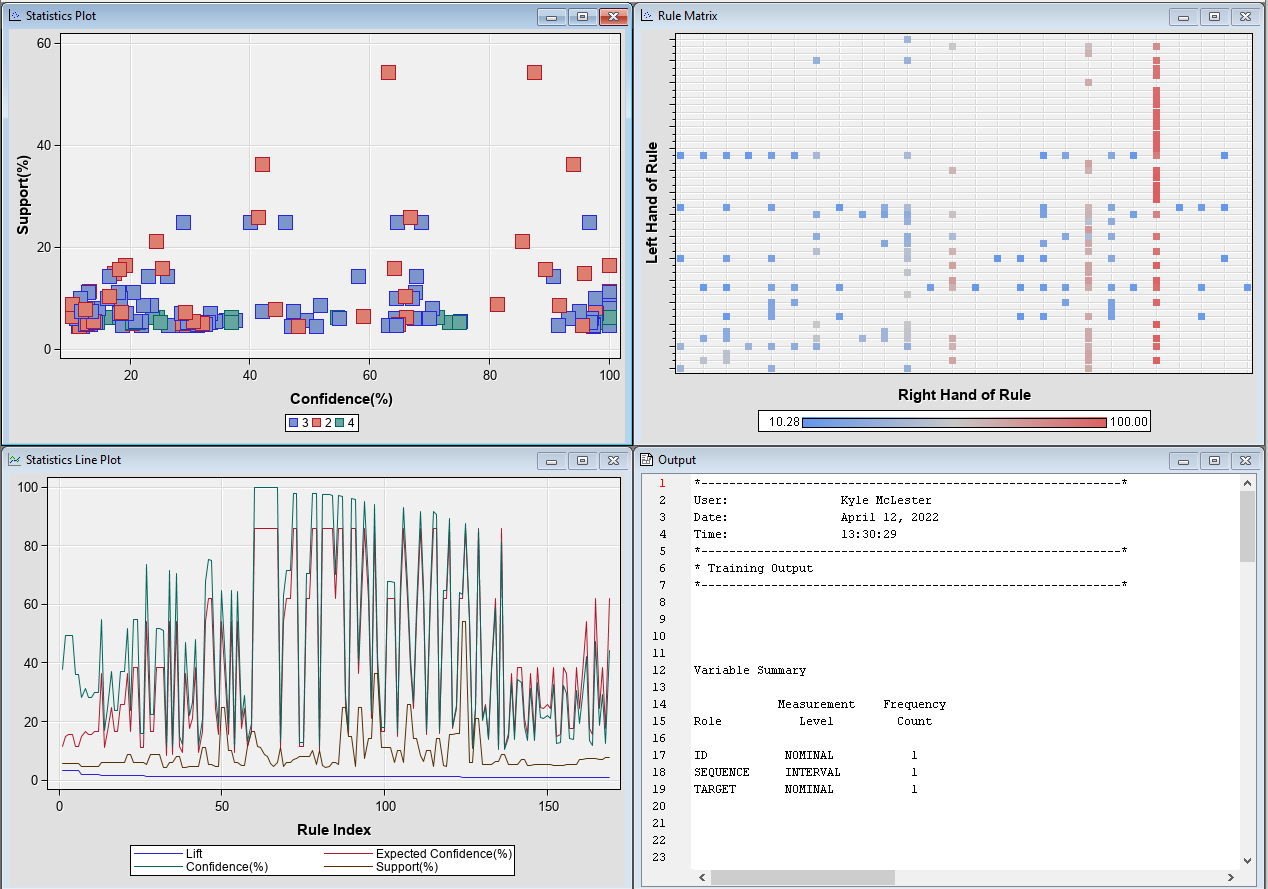 Statistics Plot
60
40
20
0
Support(%)
20 40 60 80 100
Confidence(%)
3 2 4
Rule Matrix
Left Hand of Rule
Right Hand of Rule
10.28 100.00
Statistics Line Plot
100
80
60
40
20
0
0 50 100 150
Rule Index
Lift Expected Confidence(%)
Confidence(%) Support(%)
Output
1 *------------------------------------------------------------*
2 User: Kyle McLester
3 Date: April 12, 2022
4 Time: 13:30:29
5 *------------------------------------------------------------*
6 * Training Output
7 *------------------------------------------------------------*
8
9
10
11
12 Variable Summary
13
14 Measurement Frequency
15 Role Level Count
16
17 ID NOMINAL 1
18 SEQUENCE INTERVAL 1
19 TARGET NOMINAL 1
20
21
22
23